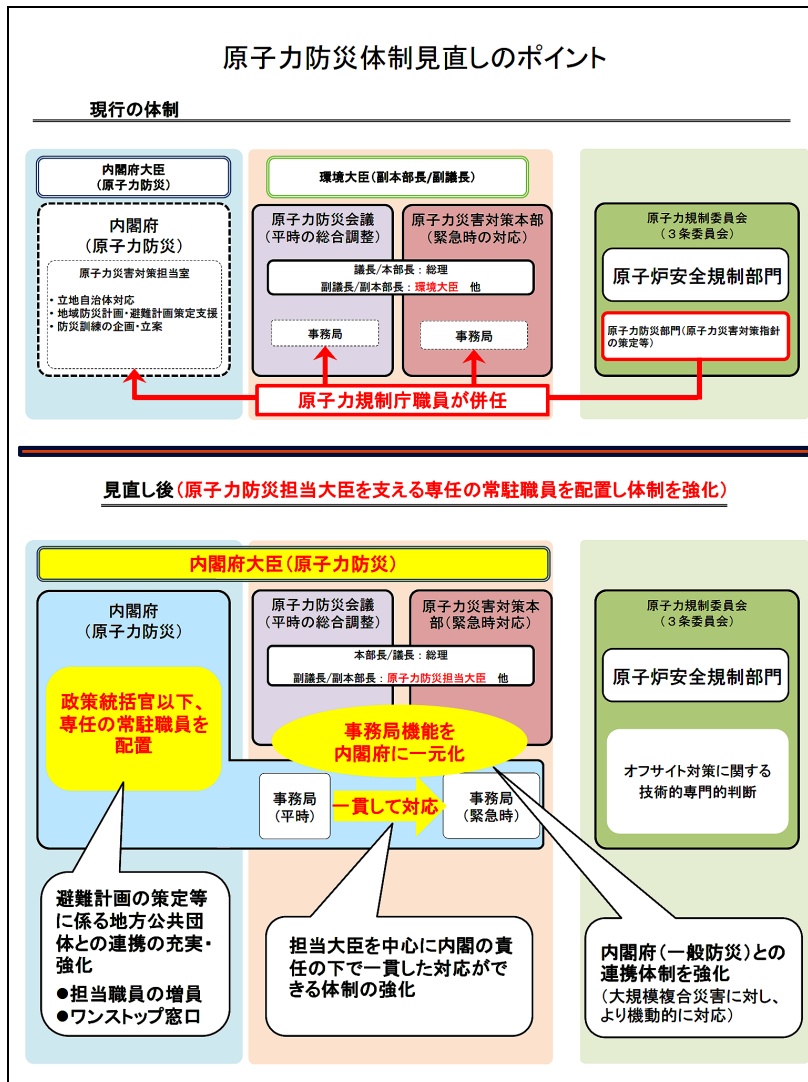 原子力防災体制見直しのポイント
現行の体制
内閣府大臣
(原子力防災)
環境大臣(副本部長/副議長)
内閣府
(原子力防災)
原子力災害対策担当室
・立地自治体対応
・地域防災計画・避難計画策定支援
・防災訓練の企画・立案
原子力防災会議
(平時の総合調整)
原子力災害対策本部
(緊急時の対応)
議長/本部長：総理
副議長/副本部長：環境大臣 他
事務局
事務局
原子力規制委員会
(3条委員会)
原子炉安全規制部門
原子力防災部門(原子力災害対策指針
の策定等)
原子力規制庁職員が併任
見直し後(原子力防災担当大臣を支える専任の常駐職員を配置し体制を強化)
内閣府大臣(原子力防災)
内閣府
(原子力防災)
政策統括官以下、
専任の常駐職員を
配置
原子力防災会議
(平時の総合調整)
原子力災害対策本
部(緊急時対応)
本部長/議長：総理
副議長/副本部長：原子力防災担当大臣 他
事務局機能を
内閣府に一元化
事務局
(平時)
一貫して対応
事務局
(緊急時)
原子力規制委員会
(3条委員会)
原子炉安全規制部門
オフサイト対策に関する
技術的専門的判断
避難計画の策定等
に係る地方公共団
体との連携の充実・
強化
●担当職員の増員
●ワンストップ窓口
担当大臣を中心に内閣の責
任の下で一貫した対応がで
きる体制の強化
内閣府(一般防災)との
連携体制を強化
(大規模複合災害に対し、
より機動的に対応)